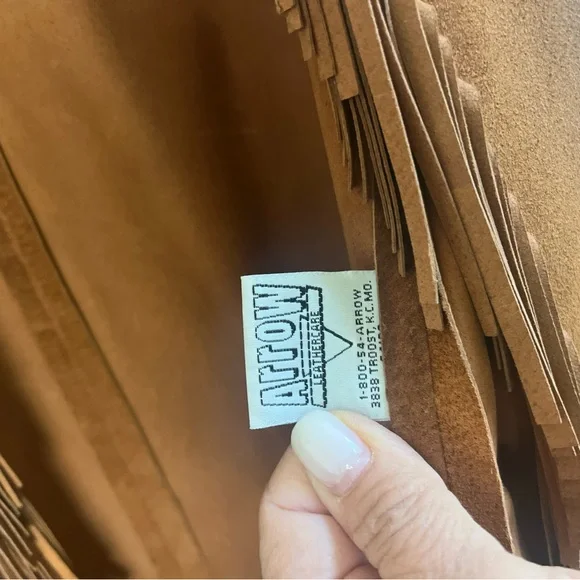 Arrow
LEATHERCARE
1-800-54-ARROW
3838 TROOST, K.C. MO.